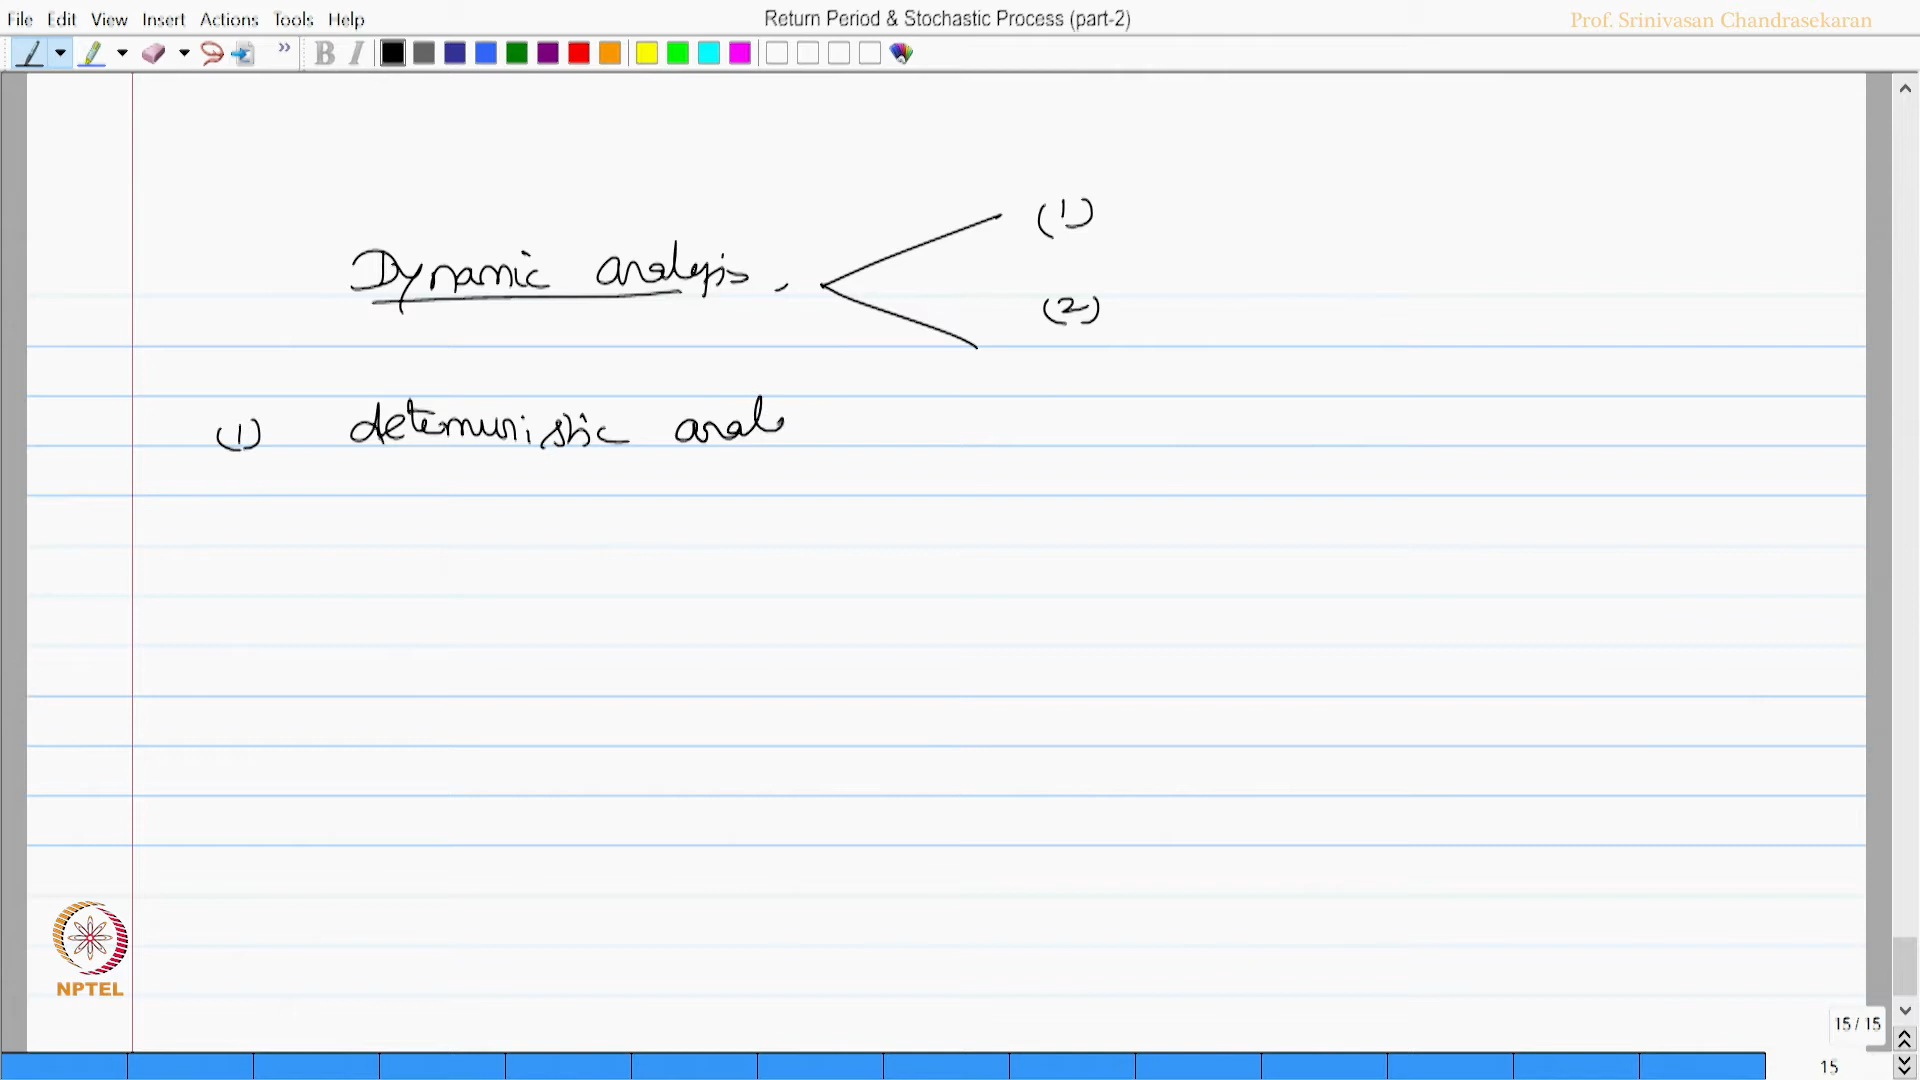 File Edit View Insert Actions Tools Help
Return Period & Stochastic Process (part-2)
Prof. Srinivasan Chandrasekaran
B I
(1)
Dynamic analysis,
(2)
(1) deterministic anal
NPTEL
15 / 15
15